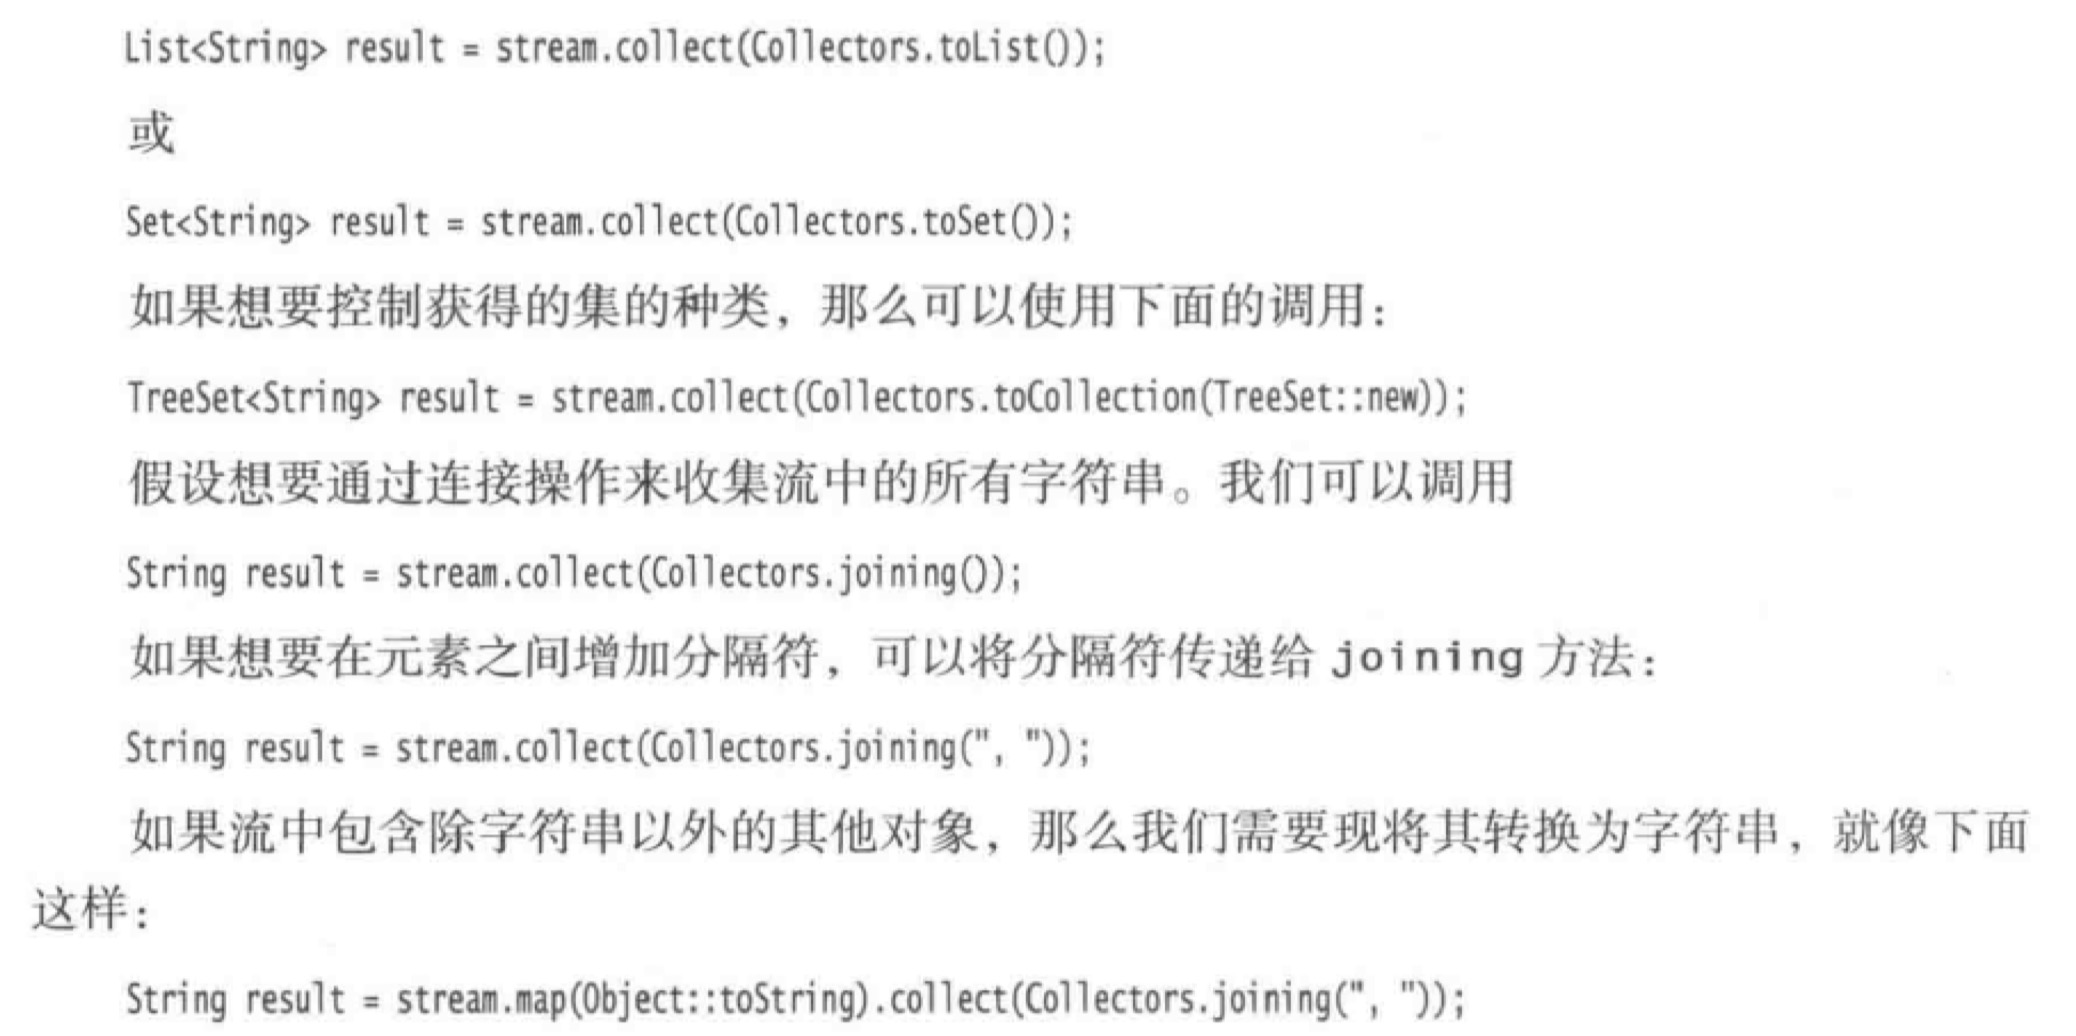 List<String> result = stream.collect(Collectors.toList());
或
Set<String> result = stream.collect(Collectors.toSet());
如果想要控制获得的集的种类，那么可以使用下面的调用：
TreeSet<String> result = stream.collect(Collectors.toCollection(TreeSet::new));
假设想要通过连接操作来收集流中的所有字符串。我们可以调用
String result = stream.collect(Collectors.joining());
如果想要在元素之间增加分隔符，可以将分隔符传递给 joining 方法：
String result = stream.collect(Collectors.joining(", "));
如果流中包含除字符串以外的其他对象，那么我们需要现将其转换为字符串，就像下面
这样：
String result = stream.map(Object::toString).collect(Collectors.joining(", "));